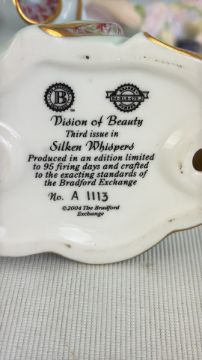 B
Vision of Beauty
Third issue in
Silken Whispers
Produced in an edition limited
to 95 firing days and crafted
to the exacting standards of
the Bradford Exchange
No. A 1113
©2004 The Bradford
Exchange